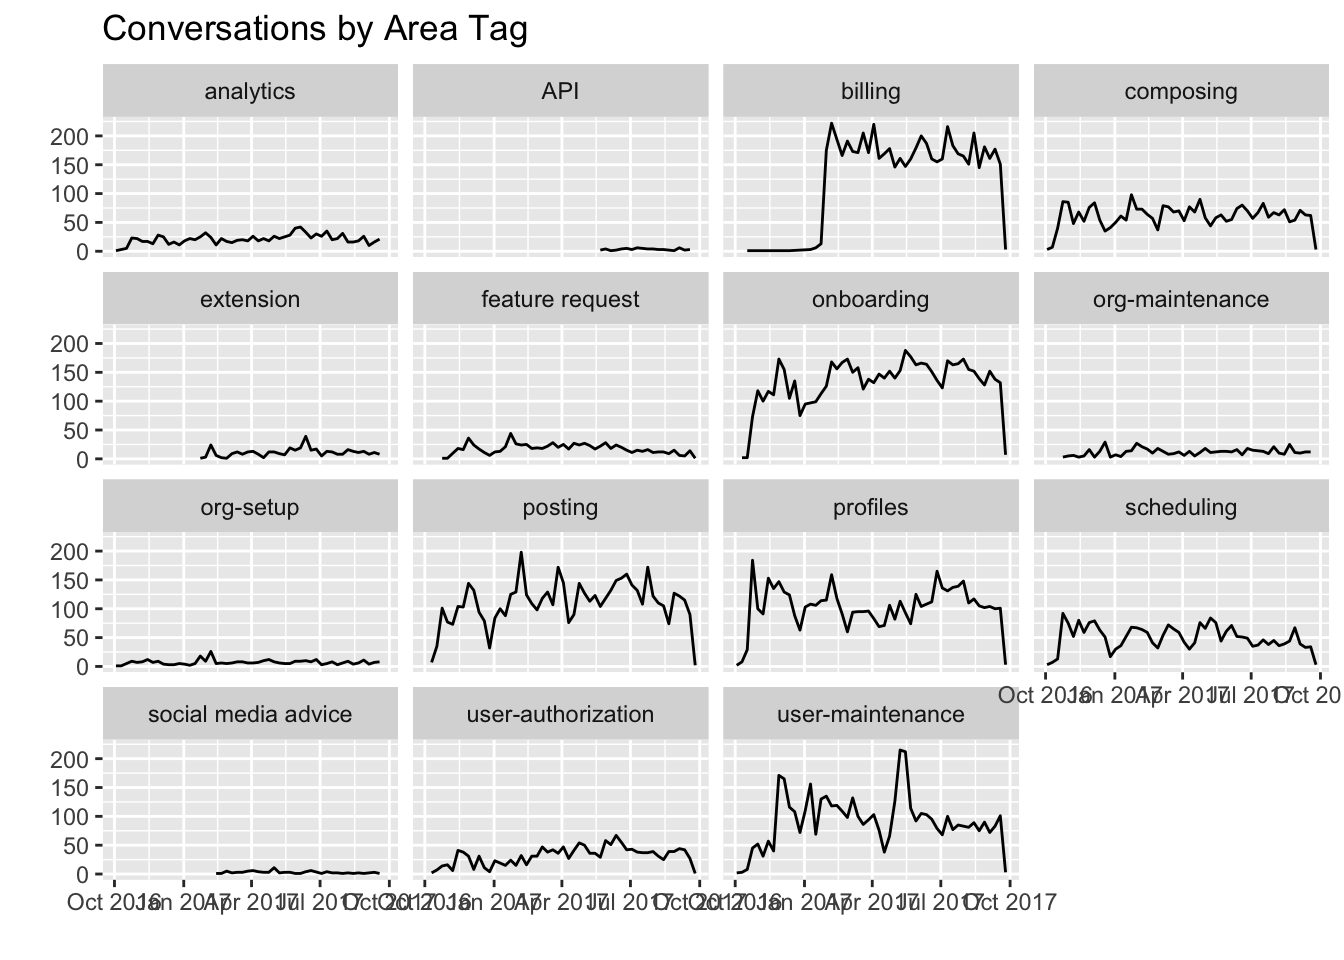 Conversations by Area Tag
analytics API billing composing
200
150
100
50
0
extension feature request onboarding org-maintenance
200
150
100
50
0
org-setup posting profiles scheduling
200
150
100
50
0
Oct 2016 Jan 2017 Apr 2017 Jul 2017 Oct 20
social media advice user-authorization user-maintenance
200
150
100
50
0
Oct 2016 Jan 2017 Apr 2017 Jul 2017 Oct 2017 Oct 2016 Jan 2017 Apr 2017 Jul 2017 Oct 2017 Oct 2016 Jan 2017 Apr 2017 Jul 2017 Oct 2017